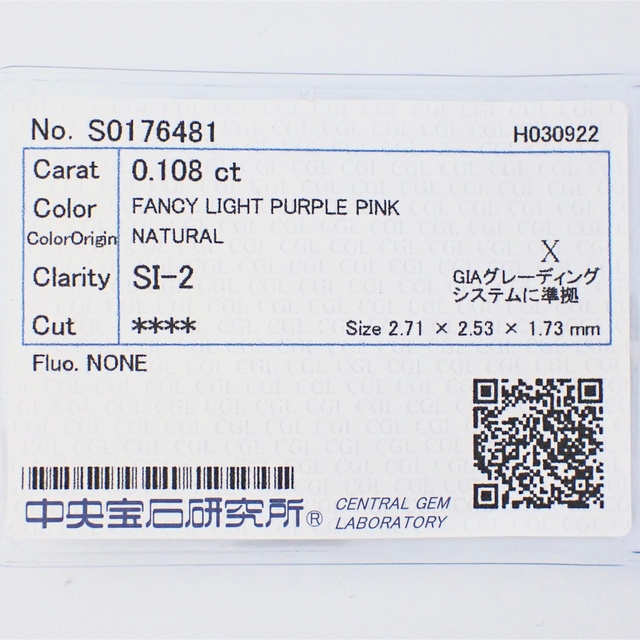 No. S0176481 H030922
Carat 0.108 ct
Color FANCY LIGHT PURPLE PINK
ColorOrigin NATURAL
X
Clarity SI-2 GIAグレーディング
システムに準拠
Cut **** Size 2.71 × 2.53 × 1.73 mm
Fluo. NONE
中央宝石研究所® CENTRAL GEM
LABORATORY